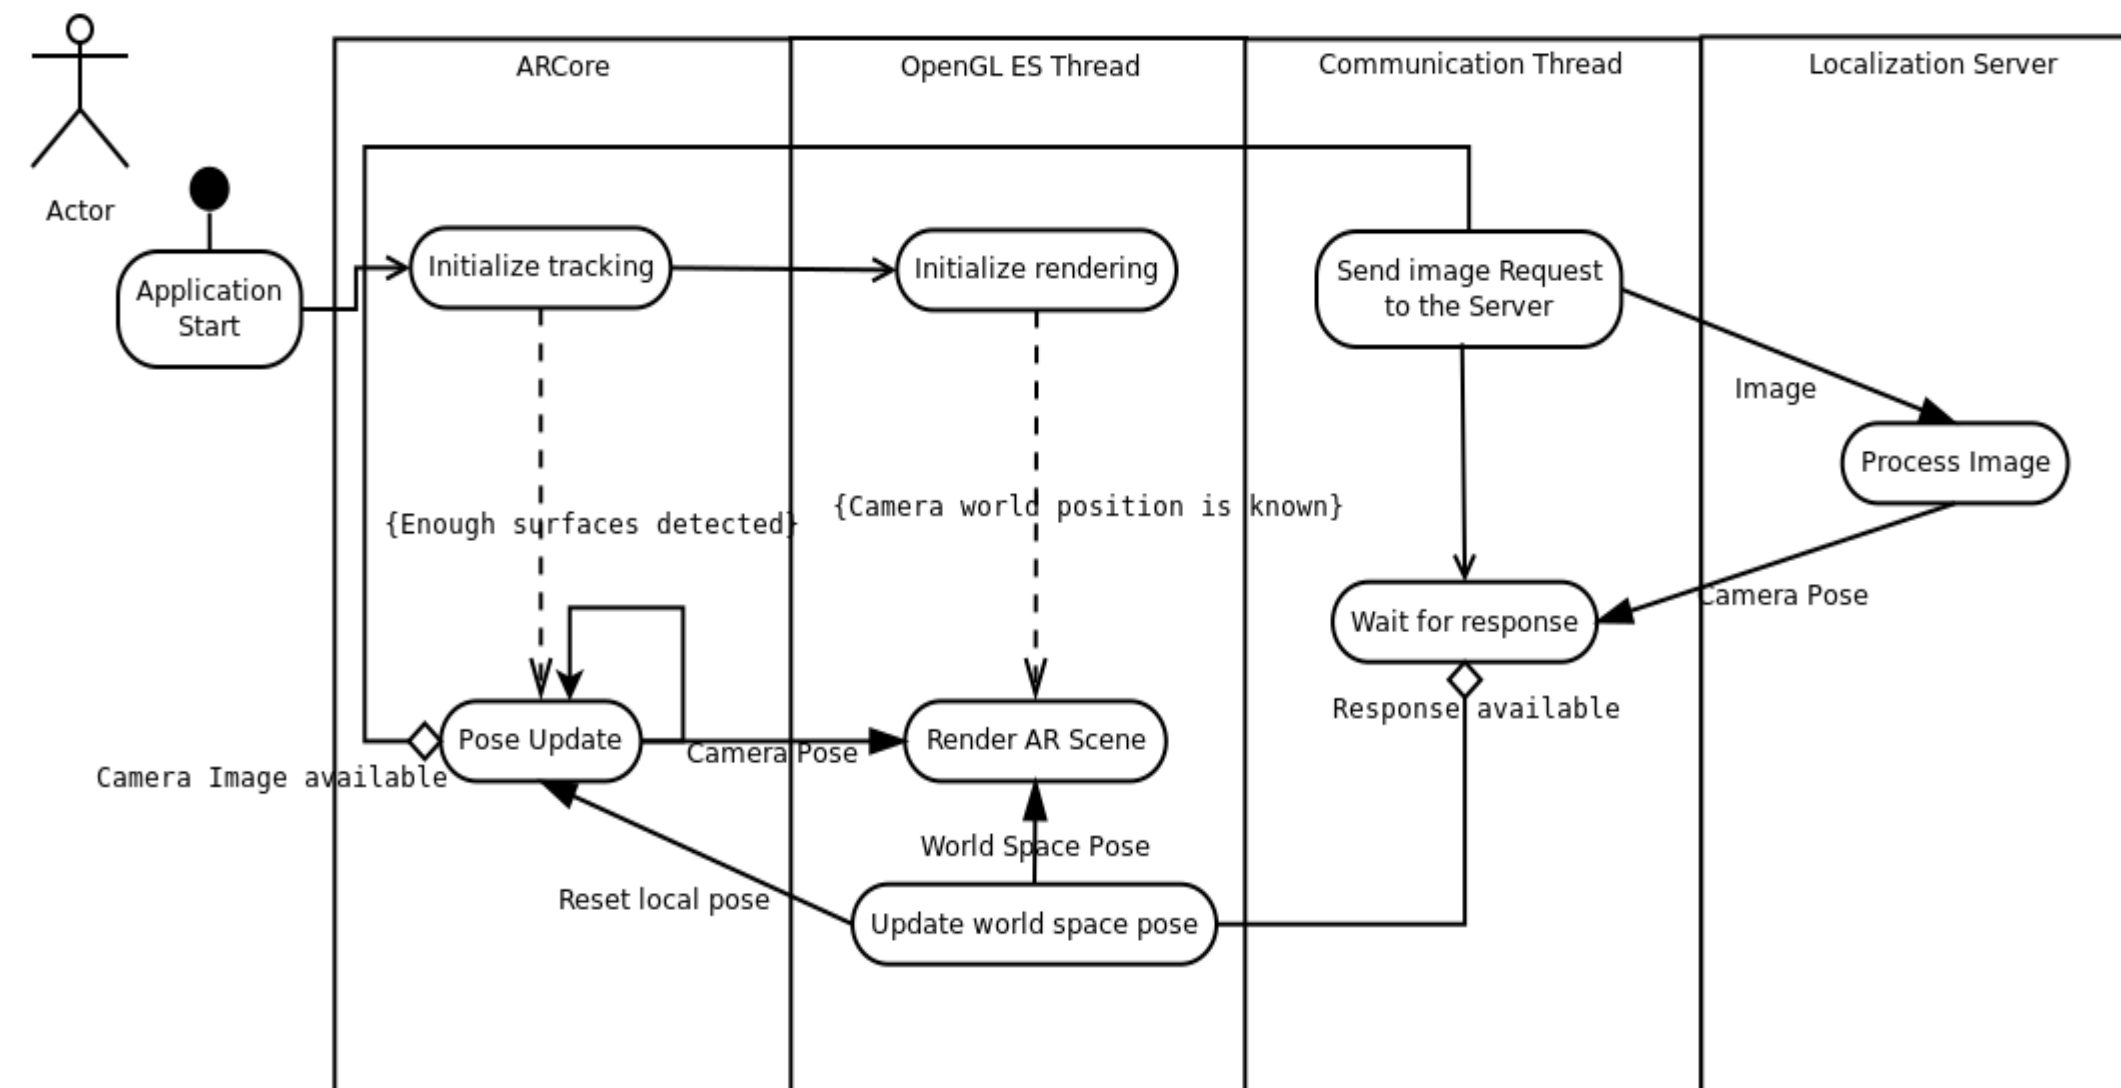 ARCore
OpenGL ES Thread
Communication Thread
Localization Server
Actor
Application
Start
Initialize tracking
Initialize rendering
Send image Request
to the Server
Image
Process Image
{Enough surfaces detected}
{Camera world position is known}
Camera Pose
Wait for response
Response available
Pose Update
Camera Pose
Render AR Scene
Camera Image available
World Space Pose
Reset local pose
Update world space pose